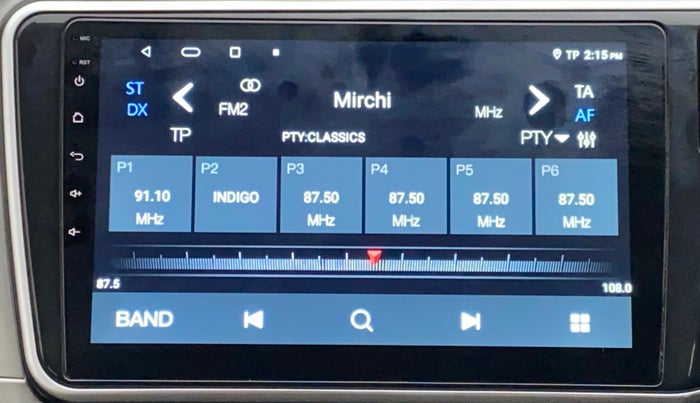 MIC
TP 2:15 PM
RST
ST
TA
Mirchi
DX
FM2
MHz
AF
TP
PTY:CLASSICS
PTY
P1 P2 P3 P4 P5 P6
91.10 INDIGO 87.50 87.50 87.50 87.50
MHz MHz MHz MHz MHz
87.5 108.0
BAND